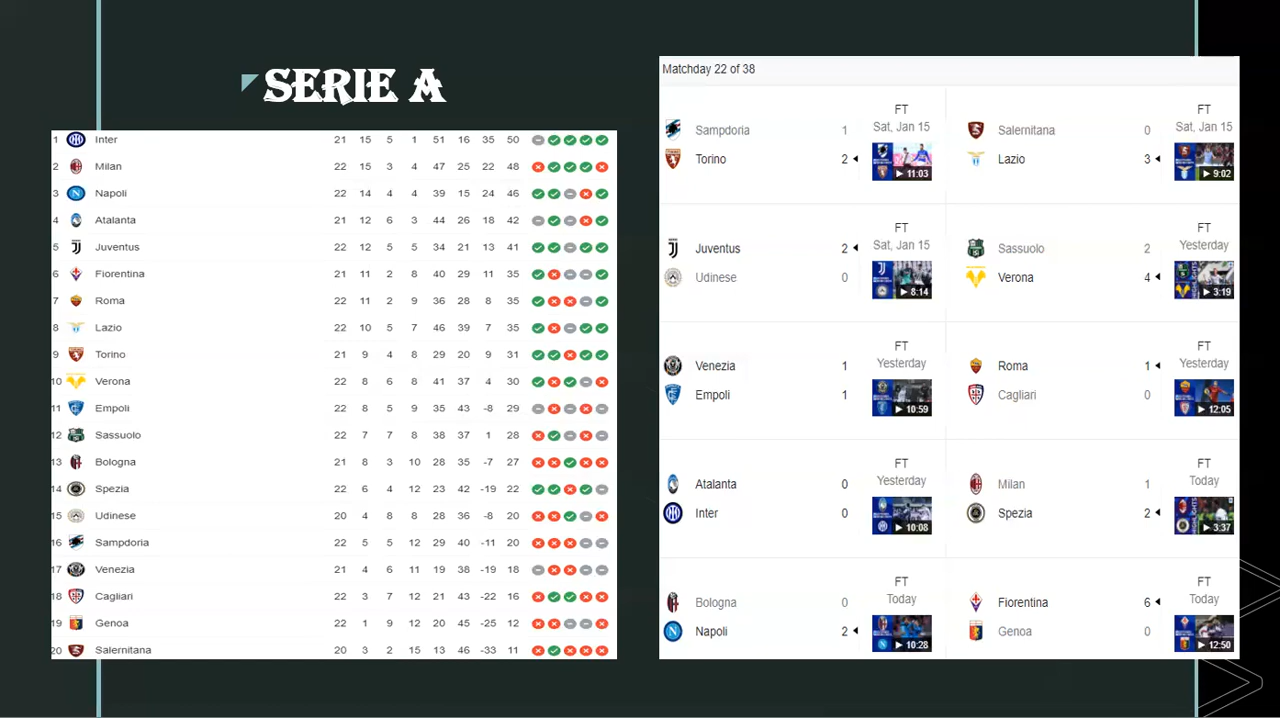 SERIE A
1 Inter 21 15 5 1 51 16 35 50
2 Milan 22 15 3 4 47 25 22 48
3 Napoli 22 14 4 4 39 15 24 46
4 Atalanta 21 12 6 3 44 26 18 42
5 Juventus 22 12 5 5 34 21 13 41
6 Fiorentina 21 11 2 8 40 29 11 35
7 Roma 22 11 2 9 36 28 8 35
8 Lazio 22 10 5 7 46 39 7 35
9 Torino 21 9 4 8 29 20 9 31
10 Verona 22 8 6 8 41 37 4 30
11 Empoli 22 8 5 9 35 43 -8 29
12 Sassuolo 22 7 7 8 38 37 1 28
13 Bologna 21 8 3 10 28 35 -7 27
14 Spezia 22 6 4 12 23 42 -19 22
15 Udinese 20 4 8 8 28 36 -8 20
16 Sampdoria 22 5 5 12 29 40 -11 20
17 Venezia 21 4 6 11 19 38 -19 18
18 Cagliari 22 3 7 12 21 43 -22 16
19 Genoa 22 1 9 12 20 45 -25 12
20 Salernitana 20 3 2 15 13 46 -33 11
Matchday 22 of 38
FT
Sat, Jan 15
Sampdoria 1
Torino 2
11:03
FT
Sat, Jan 15
Salernitana 0
Lazio 3
9:02
FT
Sat, Jan 15
Juventus 2
Udinese 0
8:14
FT
Yesterday
Sassuolo 2
Verona 4
3:19
FT
Yesterday
Venezia 1
Empoli 1
10:59
FT
Yesterday
Roma 1
Cagliari 0
12:05
FT
Yesterday
Atalanta 0
Inter 0
10:08
FT
Today
Milan 1
Spezia 2
3:37
FT
Today
Bologna 0
Napoli 2
10:28
FT
Today
Fiorentina 6
Genoa 0
12:50